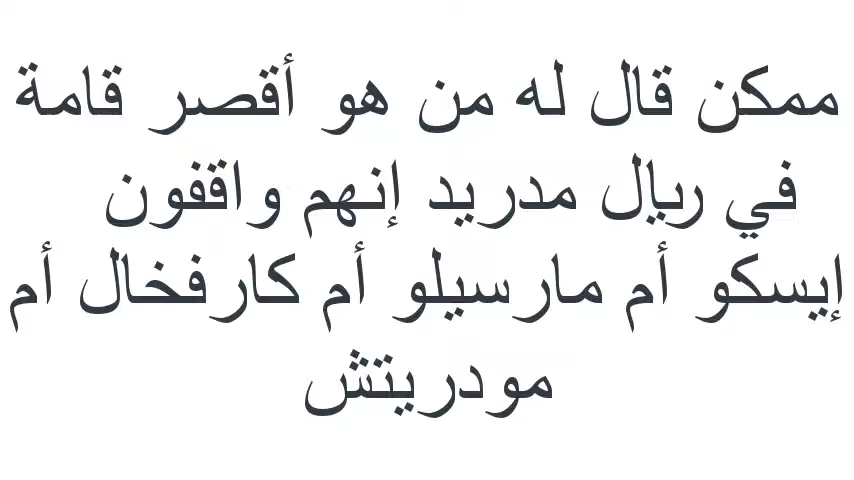 ممكن قال له من هو أقصر قامة
في ريال مدريد إنهم واقفون
إيسكو أم مارسيلو أم كارفخال أم
مودريتش